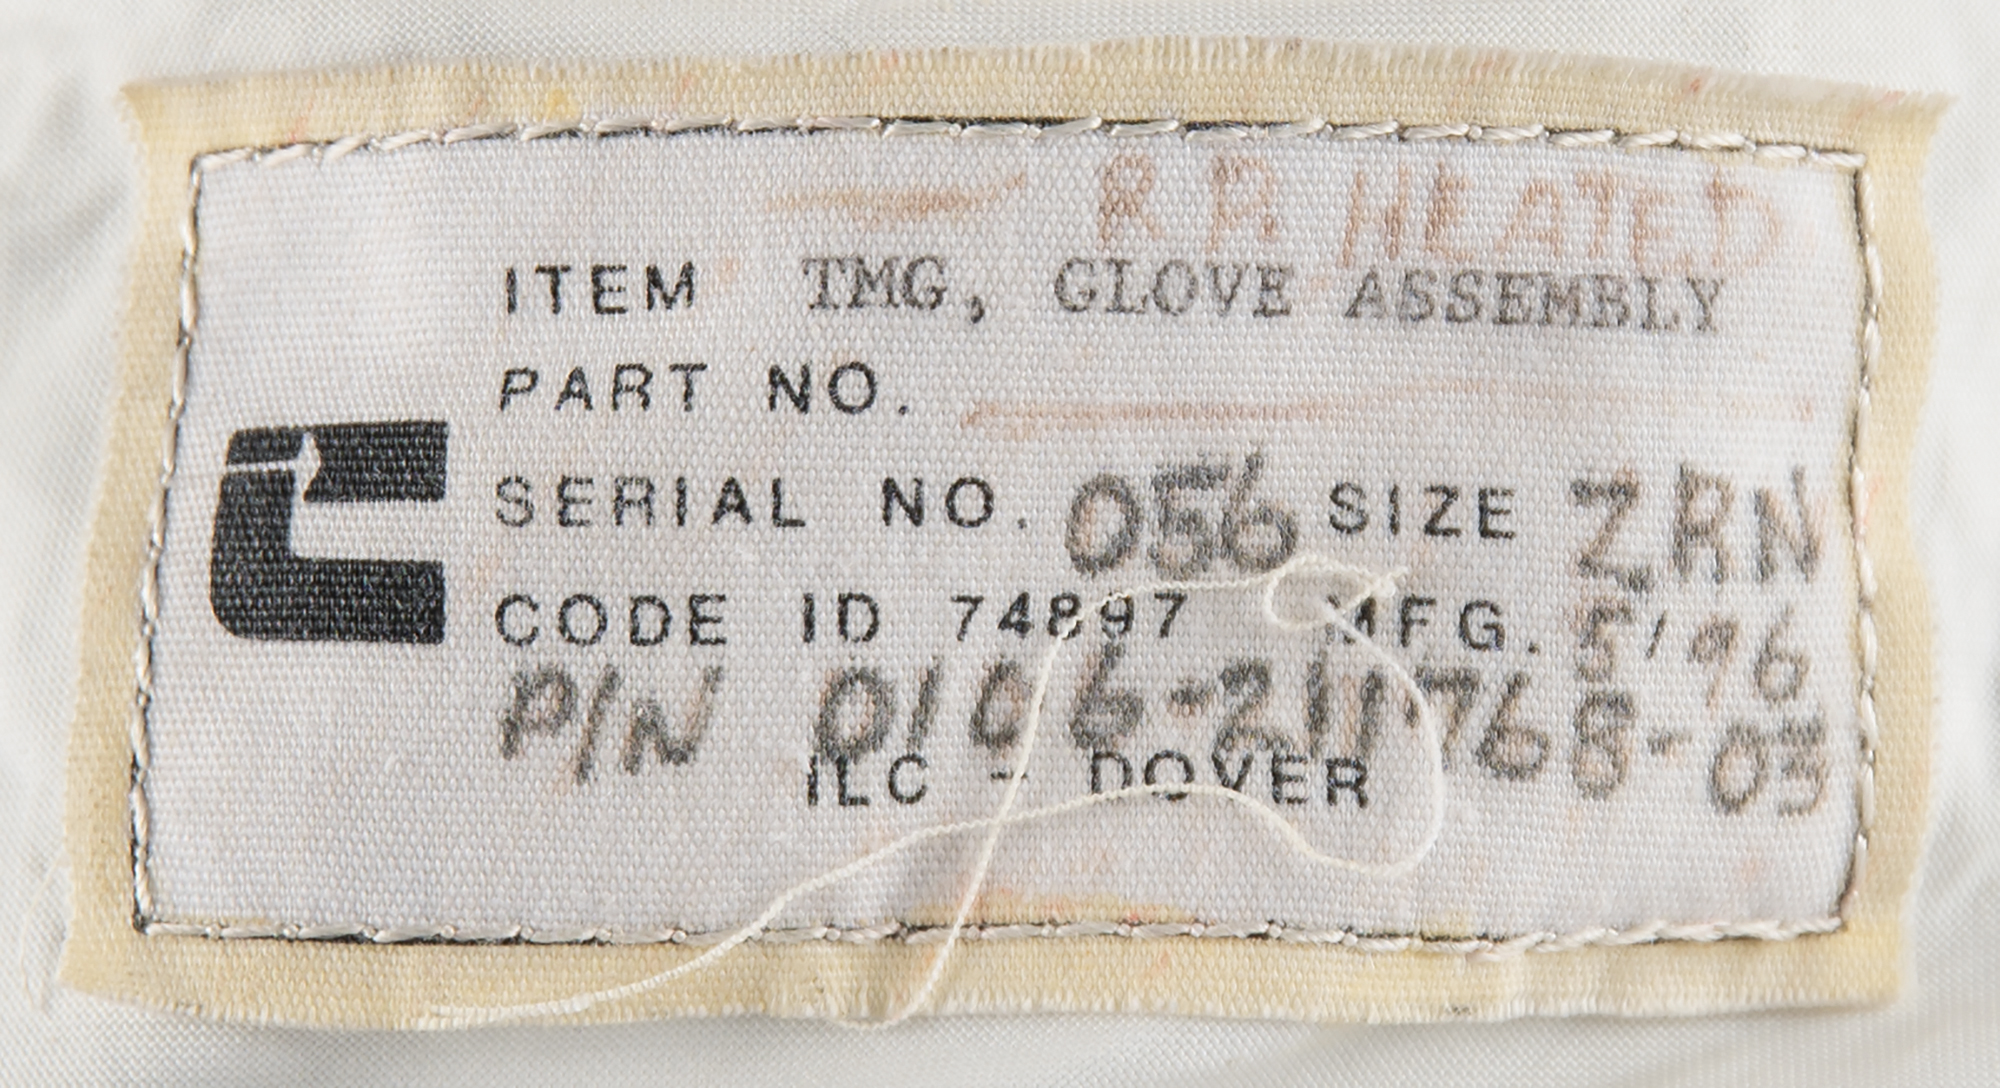 R R HEATED
ITEM TMG, GLOVE ASSEMBLY
PART NO.
SERIAL NO. 056 SIZE ZRN
CODE ID 74897 MFG. 5/96
P/N 0106-211768-03
ILC - DOVER